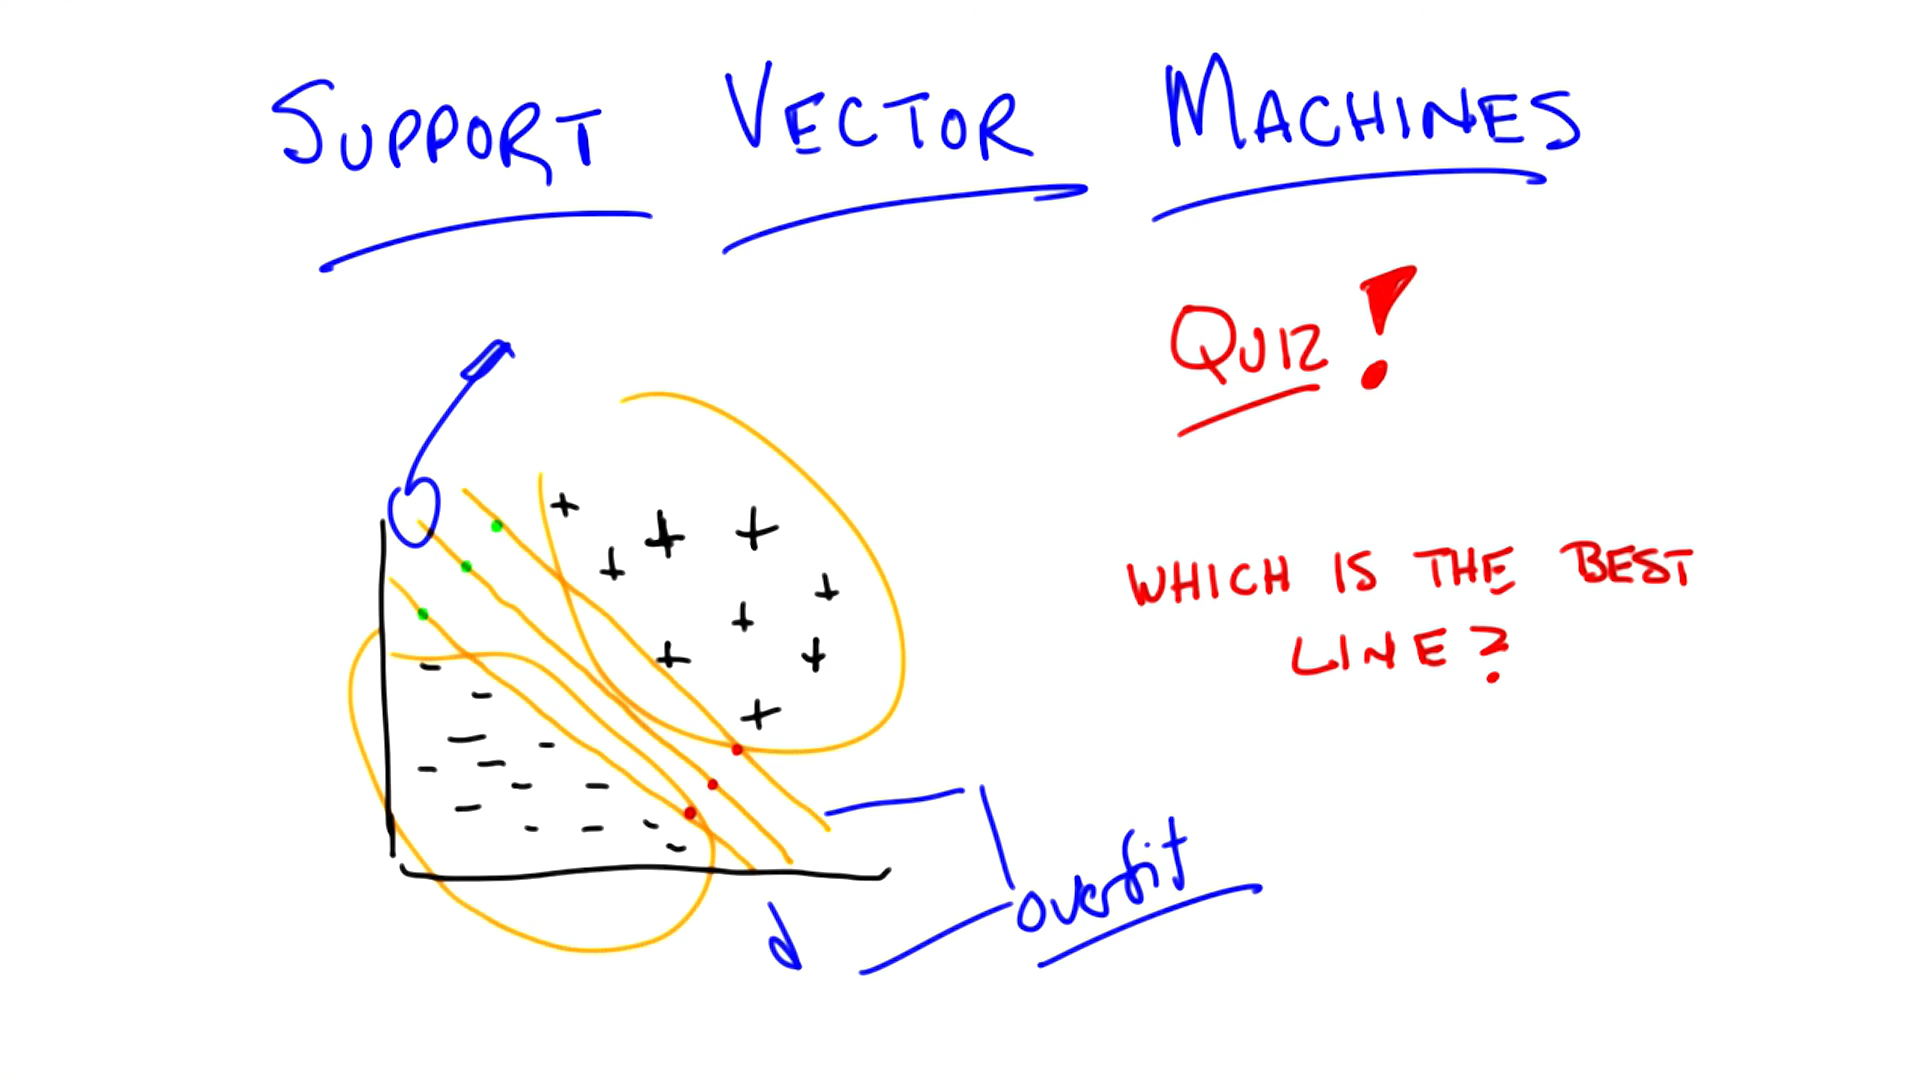 SUPPORT VECTOR MACHINES
QUIZ!
WHICH IS THE BEST
LINE?
overfit